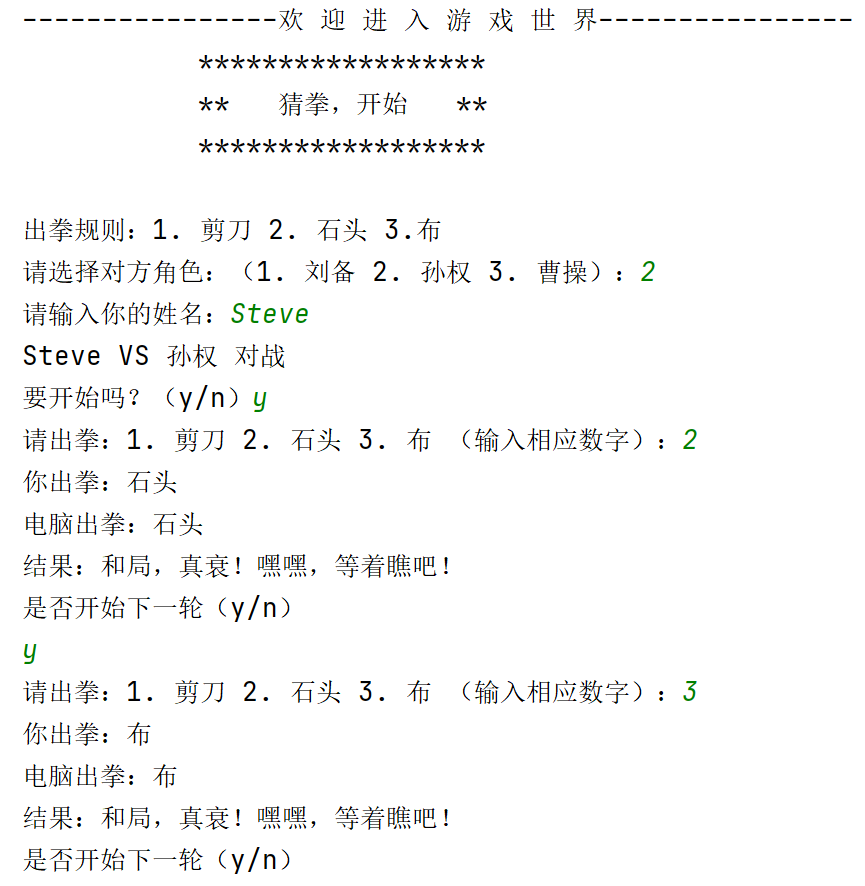 ----------------欢 迎 进 入 游 戏 世 界----------------
******************
** 猜拳，开始 **
******************
出拳规则：1. 剪刀 2. 石头 3.布
请选择对方角色：（1. 刘备 2. 孙权 3. 曹操）：2
请输入你的姓名：Steve
Steve VS 孙权 对战
要开始吗？（y/n）y
请出拳：1. 剪刀 2. 石头 3. 布 （输入相应数字）：2
你出拳：石头
电脑出拳：石头
结果：和局，真衰！嘿嘿，等着瞧吧！
是否开始下一轮（y/n）
y
请出拳：1. 剪刀 2. 石头 3. 布 （输入相应数字）：3
你出拳：布
电脑出拳：布
结果：和局，真衰！嘿嘿，等着瞧吧！
是否开始下一轮（y/n）